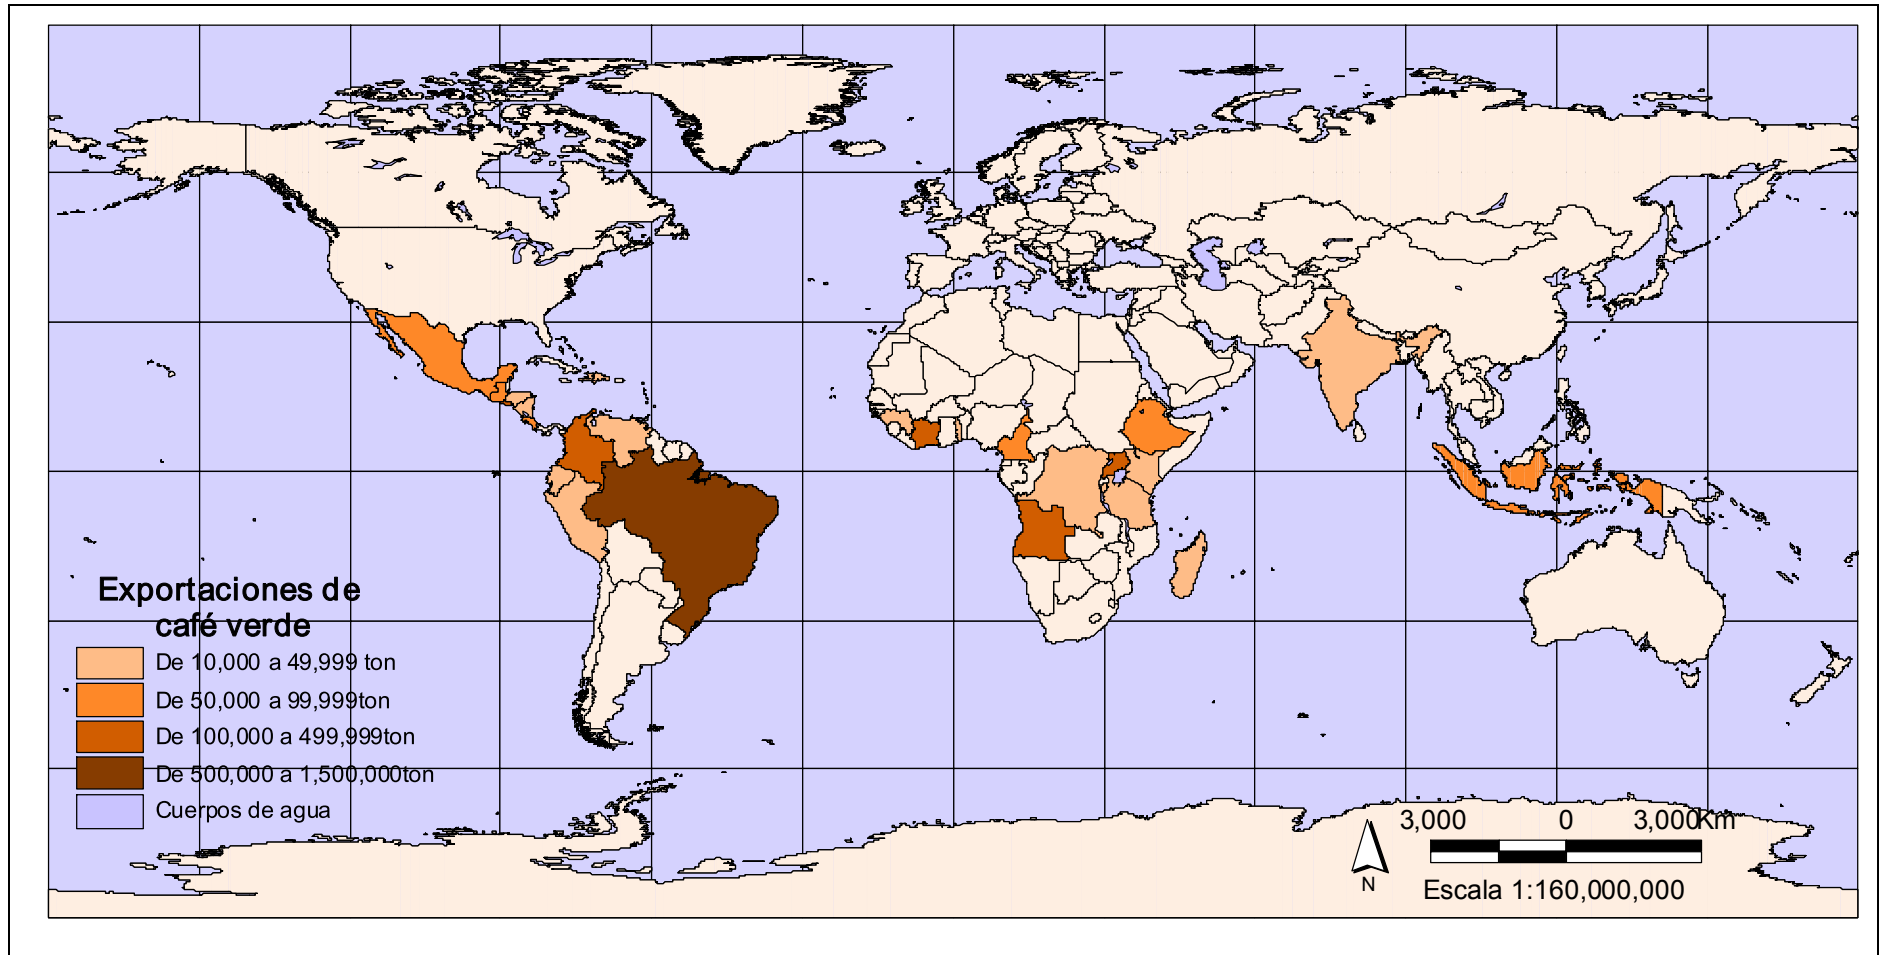 Exportaciones de
café verde
De 10,000 a 49,999 ton
De 50,000 a 99,999ton
De 100,000 a 499,999ton
De 500,000 a 1,500,000ton
Cuerpos de agua
3,000 0 3,000Km
N
Escala 1:160,000,000